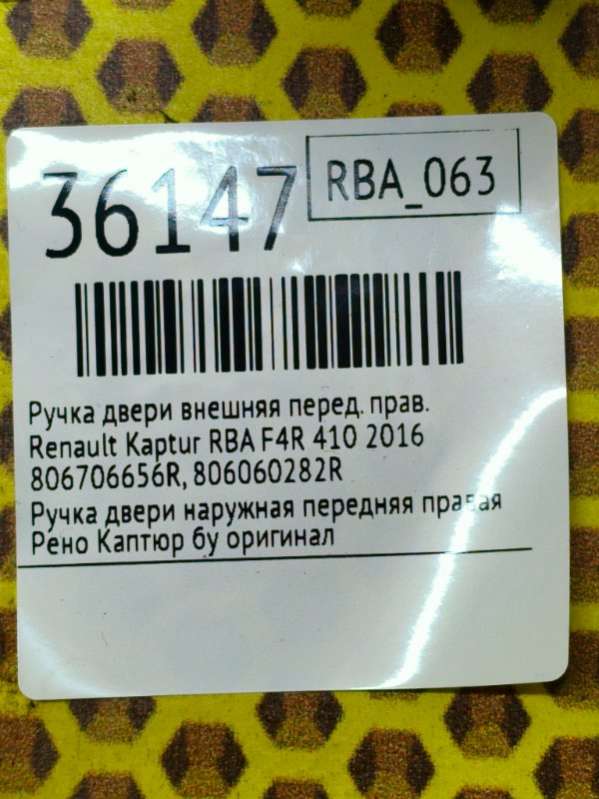 36147
RBA_063
Ручка двери внешняя перед. прав.
Renault Kaptur RBA F4R 410 2016
806706656R, 806060282R
Ручка двери наружная передняя правая
Рено Каптюр бу оригинал